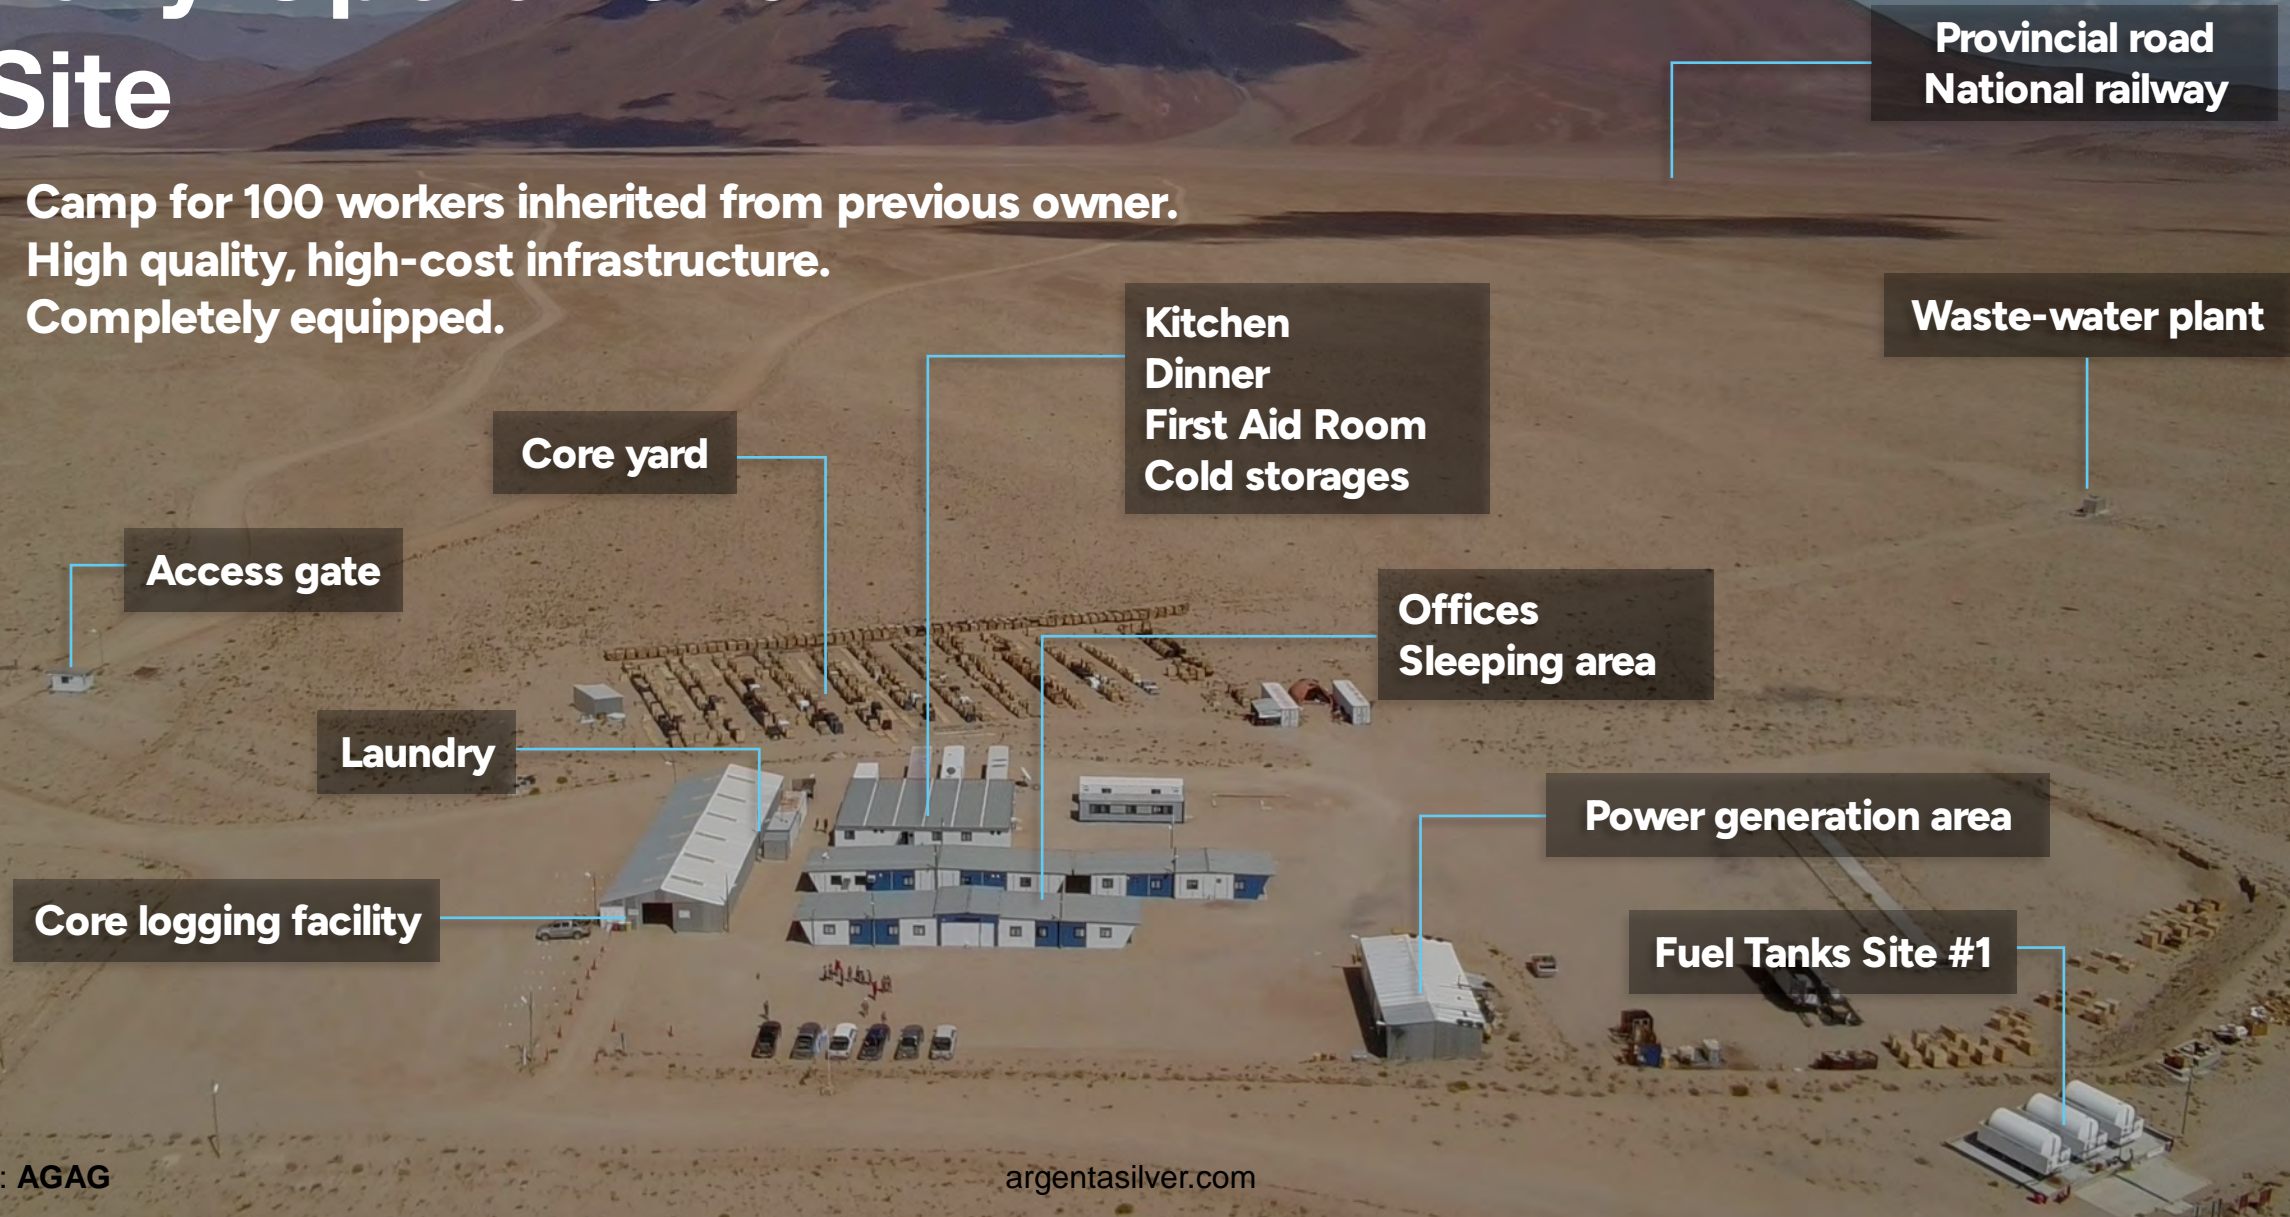 Site
Camp for 100 workers inherited from previous owner.
High quality, high-cost infrastructure.
Completely equipped.
Provincial road
National railway
Waste-water plant
Kitchen
Dinner
First Aid Room
Cold storages
Core yard
Access gate
Offices
Sleeping area
Laundry
Power generation area
Core logging facility
Fuel Tanks Site #1
: AGAG
argentasilver.com